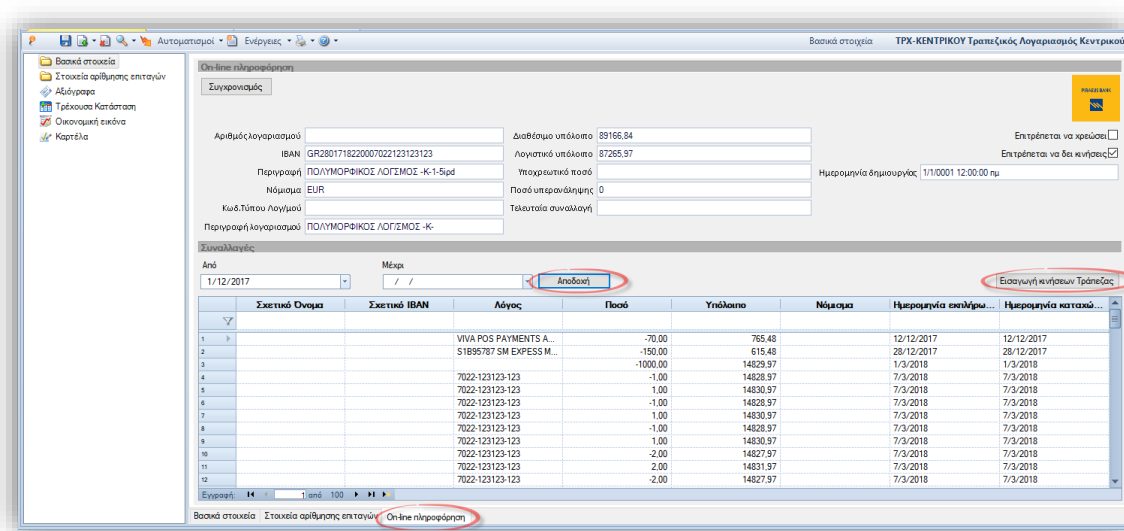 Αυτοματισμοί Ενέργειες Βασικά στοιχεία ΤΡΧ-ΚΕΝΤΡΙΚΟΥ Τραπεζικός Λογαριασμός Κεντρικού
Βασικά στοιχεία
Στοιχεία αρίθμησης επιταγών
Αξιόγραφα
Τρέχουσα Κατάσταση
Οικονομική εικόνα
Καρτέλα
On-line πληροφόρηση
Συγχρονισμός
PIRAEUS BANK
Αριθμός λογαριασμού Διαθέσιμο υπόλοιπο 89166,84 Επιτρέπεται να χρεώσει
IBAN GR2801718220007022123123123 Λογιστικό υπόλοιπο 87265,97 Επιτρέπεται να δει κινήσεις
Περιγραφή ΠΟΛΥΜΟΡΦΙΚΟΣ ΛΟΓΣΜΟΣ -Κ-1-5ipd Υποχρεωτικό ποσό Ημερομηνία δημιουργίας 1/1/0001 12:00:00 πμ
Νόμισμα EUR Ποσό υπερανάληψης 0
Κωδ.Τύπου Λογ/μού Τελευταία συναλλαγή
Περιγραφή λογαριασμού ΠΟΛΥΜΟΡΦΙΚΟΣ ΛΟΓ/ΣΜΟΣ -Κ-
Συναλλαγές
Από Μέχρι
1/12/2017 / / Αποδοχή Εισαγωγή κινήσεων Τράπεζας
Σχετικό Όνομα Σχετικό IBAN Λόγος Ποσό Υπόλοιπο Νόμισμα Ημερομηνία εκπλήρω... Ημερομηνία καταχώ...
1 VIVA POS PAYMENTS A... -70,00 765,48 12/12/2017 12/12/2017
2 S1B95787 SM EXPESS M... -150,00 615,48 28/12/2017 28/12/2017
3 -1000,00 14829,97 1/3/2018 1/3/2018
4 7022-123123-123 -1,00 14828,97 7/3/2018 7/3/2018
5 7022-123123-123 1,00 14830,97 7/3/2018 7/3/2018
6 7022-123123-123 -1,00 14828,97 7/3/2018 7/3/2018
7 7022-123123-123 1,00 14830,97 7/3/2018 7/3/2018
8 7022-123123-123 -1,00 14828,97 7/3/2018 7/3/2018
9 7022-123123-123 1,00 14830,97 7/3/2018 7/3/2018
10 7022-123123-123 -2,00 14827,97 7/3/2018 7/3/2018
11 7022-123123-123 2,00 14831,97 7/3/2018 7/3/2018
12 7022-123123-123 -2,00 14827,97 7/3/2018 7/3/2018
Εγγραφή: 1 από 100
Βασικά στοιχεία Στοιχεία αρίθμησης επιταγών On-line πληροφόρηση